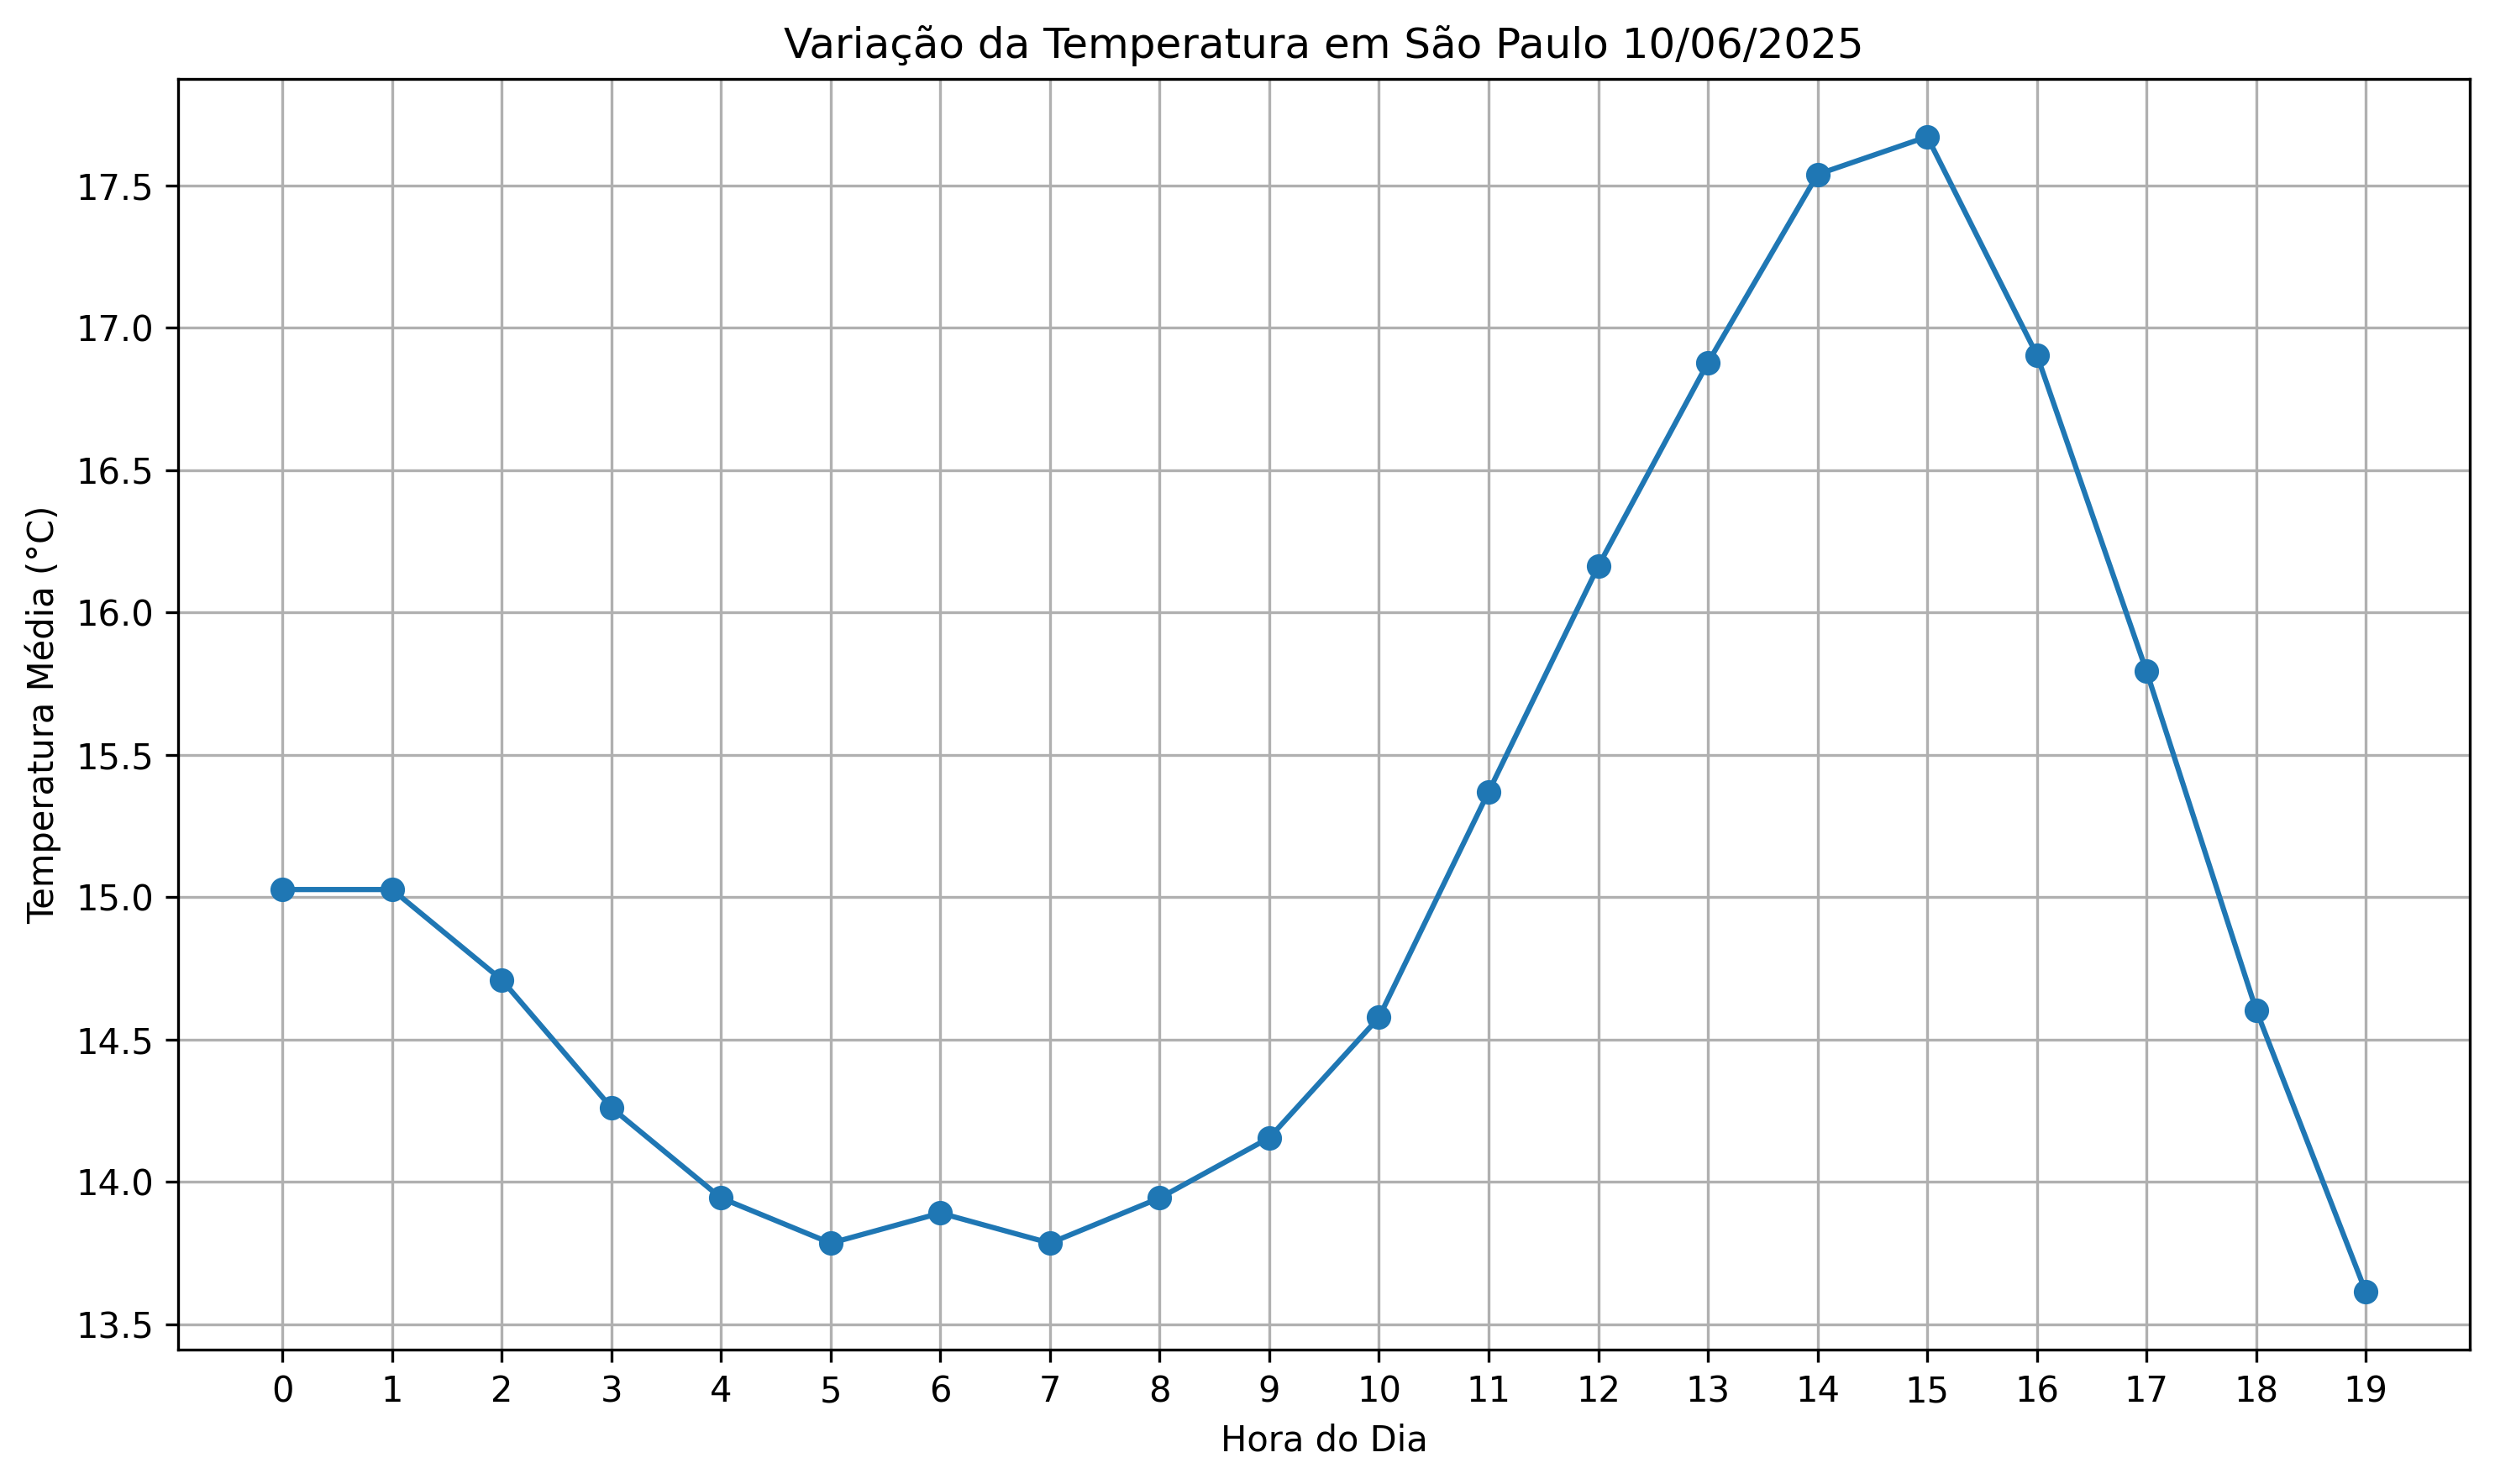 Variação da Temperatura em São Paulo 10/06/2025
17.5
17.0
16.5
16.0
15.5
15.0
14.5
14.0
13.5
Temperatura Média (°C)
0 1 2 3 4 5 6 7 8 9 10 11 12 13 14 15 16 17 18 19
Hora do Dia